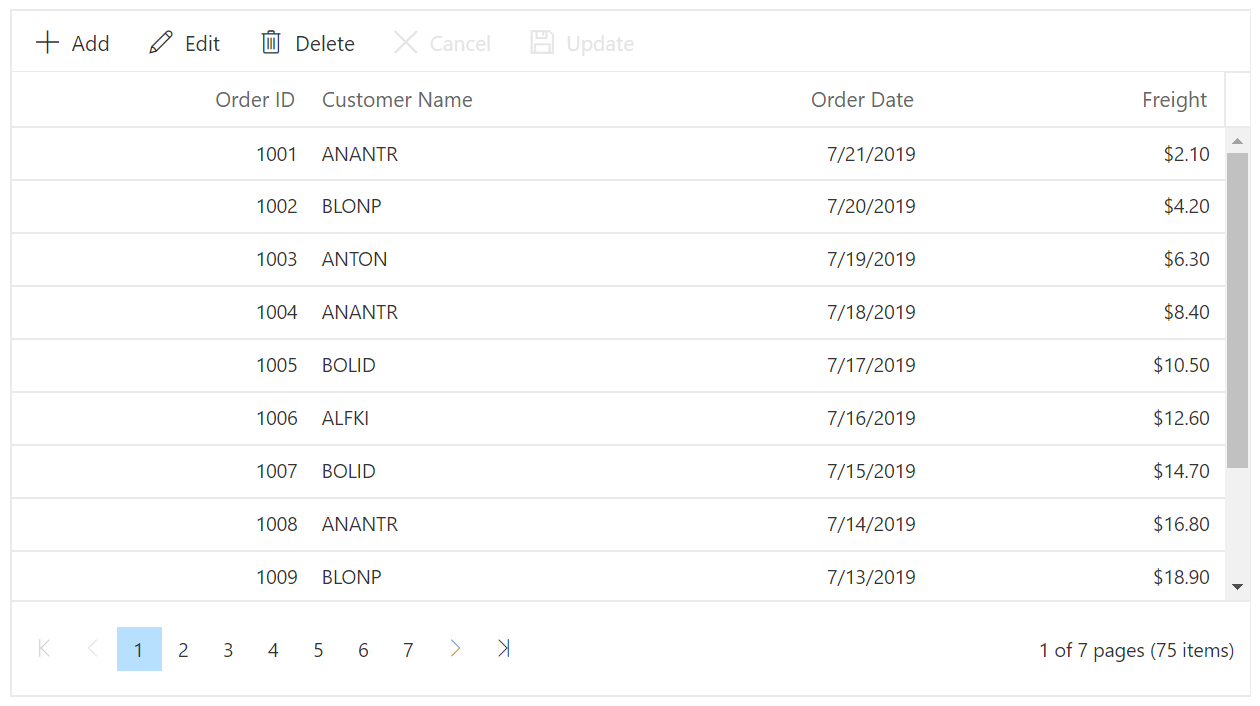 Add Edit Delete Cancel Update
Order ID Customer Name Order Date Freight
1001 ANANTR 7/21/2019 $2.10
1002 BLONP 7/20/2019 $4.20
1003 ANTON 7/19/2019 $6.30
1004 ANANTR 7/18/2019 $8.40
1005 BOLID 7/17/2019 $10.50
1006 ALFKI 7/16/2019 $12.60
1007 BOLID 7/15/2019 $14.70
1008 ANANTR 7/14/2019 $16.80
1009 BLONP 7/13/2019 $18.90
1 2 3 4 5 6 7 1 of 7 pages (75 items)